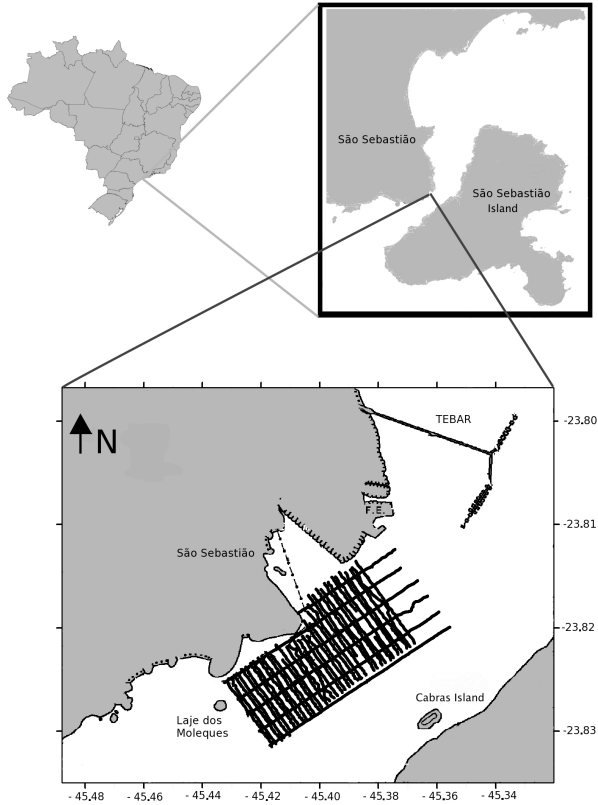 São Sebastião
São Sebastião
Island
TEBAR
N
F.E.
São Sebastião
Cabras Island
Laje dos
Moleques
-23,80
-23,81
-23,82
-23,83
- 45,48
- 45,46
- 45,44
- 45,42
- 45,40
- 45,38
- 45,36
- 45,34